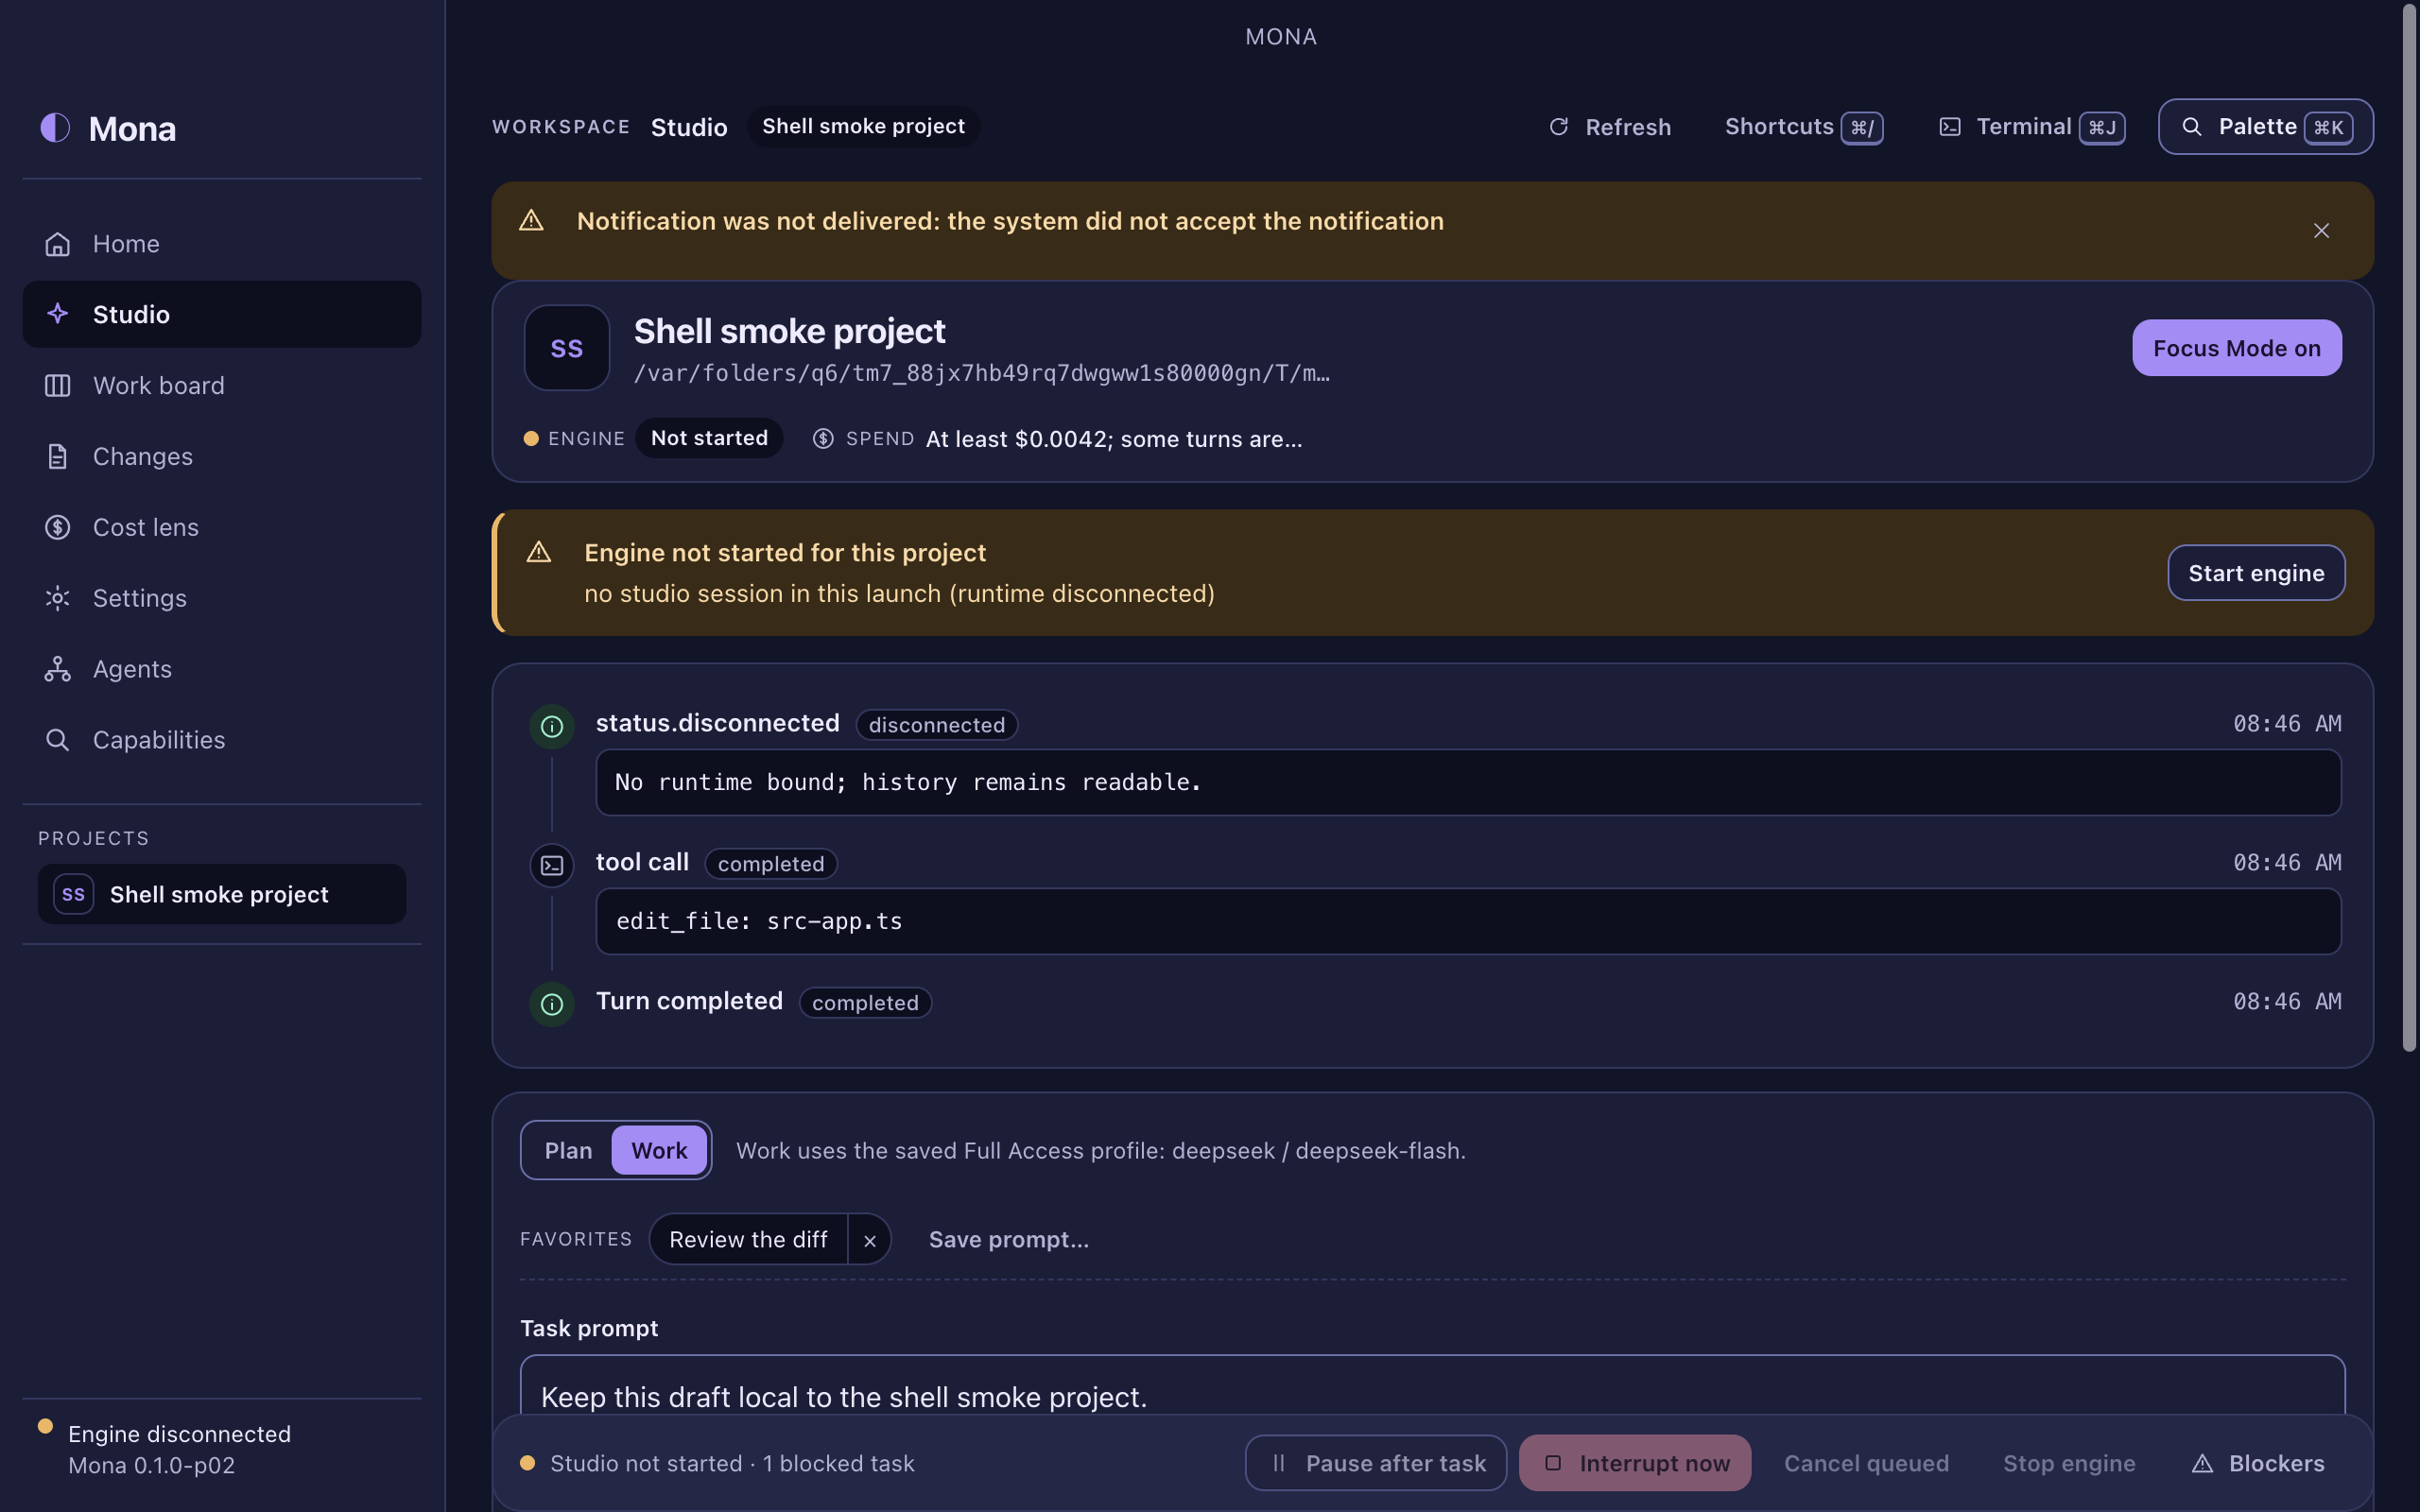 MONA
Mona
Home
Studio
Work board
Changes
Cost lens
Settings
Agents
Capabilities
PROJECTS
SS Shell smoke project
Engine disconnected
Mona 0.1.0-p02
WORKSPACE Studio Shell smoke project
Refresh Shortcuts ⌘/ Terminal ⌘J Palette ⌘K
Notification was not delivered: the system did not accept the notification
SS
Shell smoke project
/var/folders/q6/tm7_88jx7hb49rq7dwgww1s80000gn/T/m…
Focus Mode on
ENGINE Not started SPEND At least $0.0042; some turns are…
Engine not started for this project
no studio session in this launch (runtime disconnected)
Start engine
status.disconnected disconnected 08:46 AM
No runtime bound; history remains readable.
tool call completed 08:46 AM
edit_file: src-app.ts
Turn completed completed 08:46 AM
Plan Work Work uses the saved Full Access profile: deepseek / deepseek-flash.
FAVORITES Review the diff × Save prompt…
Task prompt
Keep this draft local to the shell smoke project.
Studio not started · 1 blocked task
Pause after task Interrupt now Cancel queued Stop engine Blockers